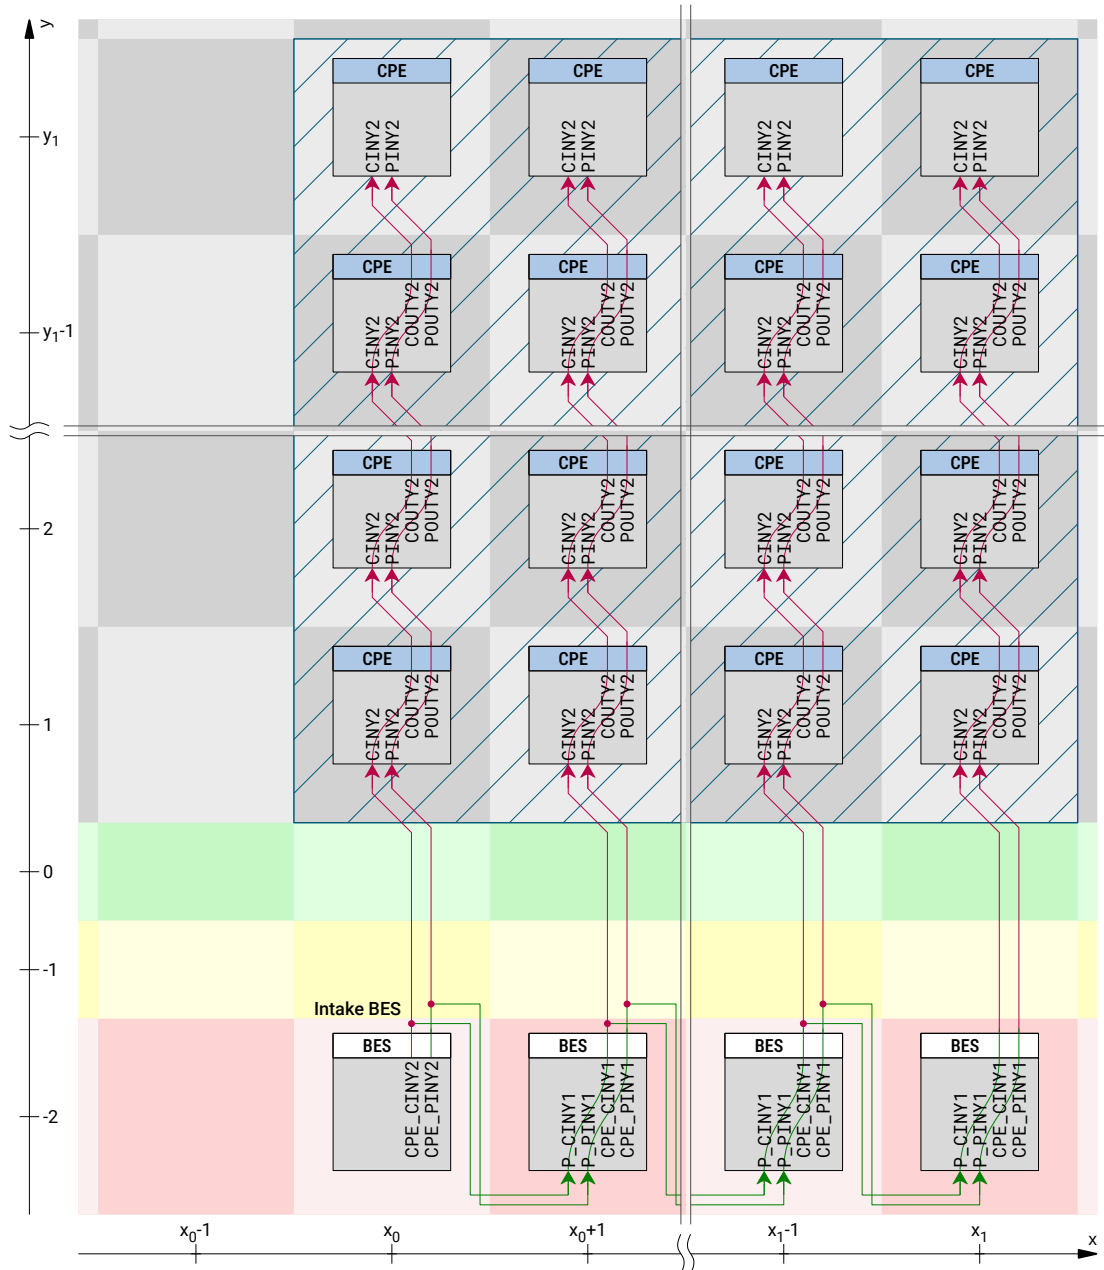 y
CPE CPE CPE CPE
y1
CINY2 PINY2 CINY2 PINY2 CINY2 PINY2 CINY2 PINY2
CPE CPE CPE CPE
y1-1
CINY2 PINY2 COUTY2 POUTY2 CINY2 PINY2 COUTY2 POUTY2 CINY2 PINY2 COUTY2 POUTY2 CINY2 PINY2 COUTY2 POUTY2
CPE CPE CPE CPE
2
CINY2 PINY2 COUTY2 POUTY2 CINY2 PINY2 COUTY2 POUTY2 CINY2 PINY2 COUTY2 POUTY2 CINY2 PINY2 COUTY2 POUTY2
CPE CPE CPE CPE
1
CINY2 PINY2 COUTY2 POUTY2 CINY2 PINY2 COUTY2 POUTY2 CINY2 PINY2 COUTY2 POUTY2 CINY2 PINY2 COUTY2 POUTY2
0
-1
Intake BES
BES BES BES BES
-2
CPE_CINY2 CPE_PINY2 P_CINY1 P_PINY1 CPE_CINY1 CPE_PINY1 P_CINY1 P_PINY1 CPE_CINY1 CPE_PINY1 P_CINY1 P_PINY1 CPE_CINY1 CPE_PINY1
x0-1 x0 x0+1 x1-1 x1 x